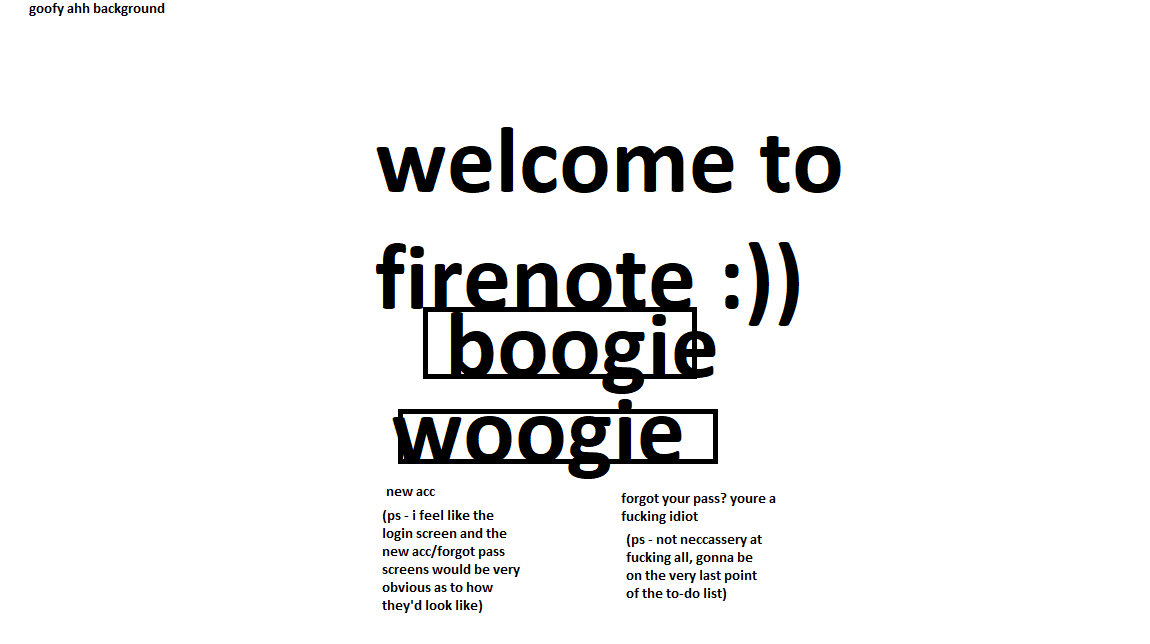 goofy ahh background
welcome to
firenote :))
boogie
woogie
new acc
(ps - i feel like the
login screen and the
new acc/forgot pass
screens would be very
obvious as to how
they'd look like)
forgot your pass? youre a
fucking idiot
(ps - not neccassery at
fucking all, gonna be
on the very last point
of the to-do list)